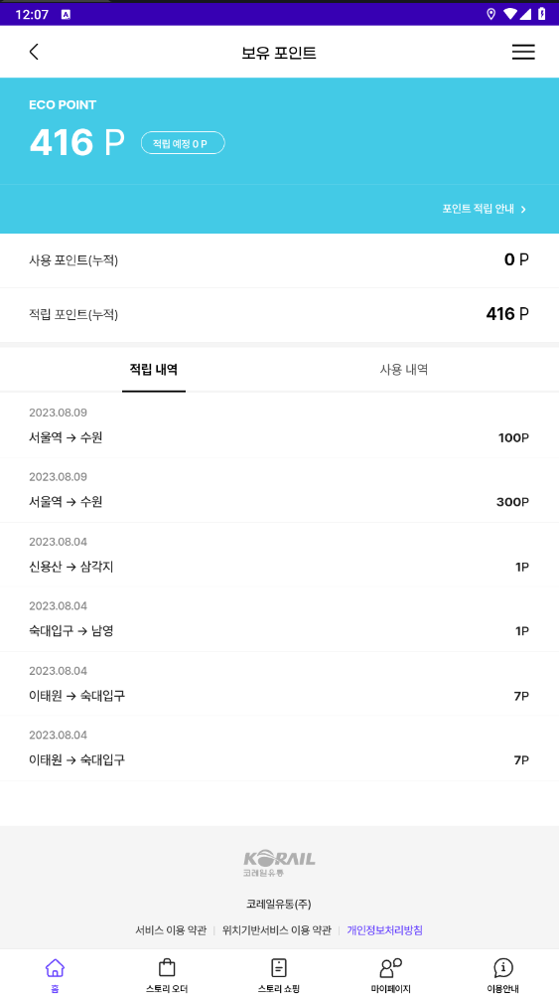 12:07
A
보유 포인트
ECO POINT
416 P 적립 예정 0 P
포인트 적립 안내
사용 포인트(누적) 0 P
적립 포인트(누적) 416 P
적립 내역 사용 내역
2023.08.09
서울역 → 수원 100P
2023.08.09
서울역 → 수원 300P
2023.08.04
신용산 → 삼각지 1P
2023.08.04
숙대입구 → 남영 1P
2023.08.04
이태원 → 숙대입구 7P
2023.08.04
이태원 → 숙대입구 7P
KORAIL
코레일유통
코레일유통(주)
서비스 이용 약관 | 위치기반서비스 이용 약관 | 개인정보처리방침
홈 스토리 오더 스토리 쇼핑 마이페이지 이용안내